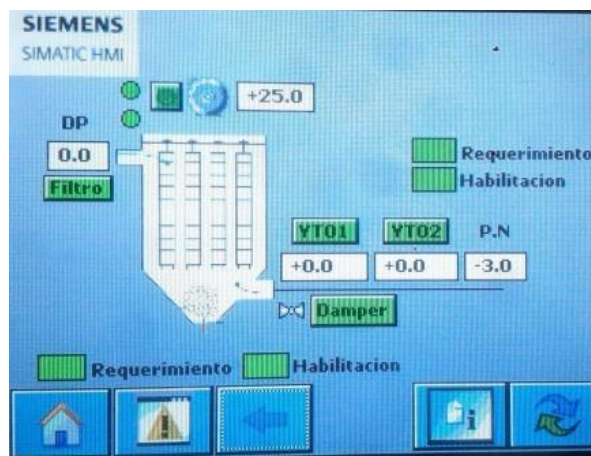 SIEMENS
SIMATIC HMI
+25.0
DP
0.0
Filtro
Requerimiento
Habilitacion
YT01 YT02 P.N
+0.0 +0.0 -3.0
Damper
Requerimiento Habilitacion
i